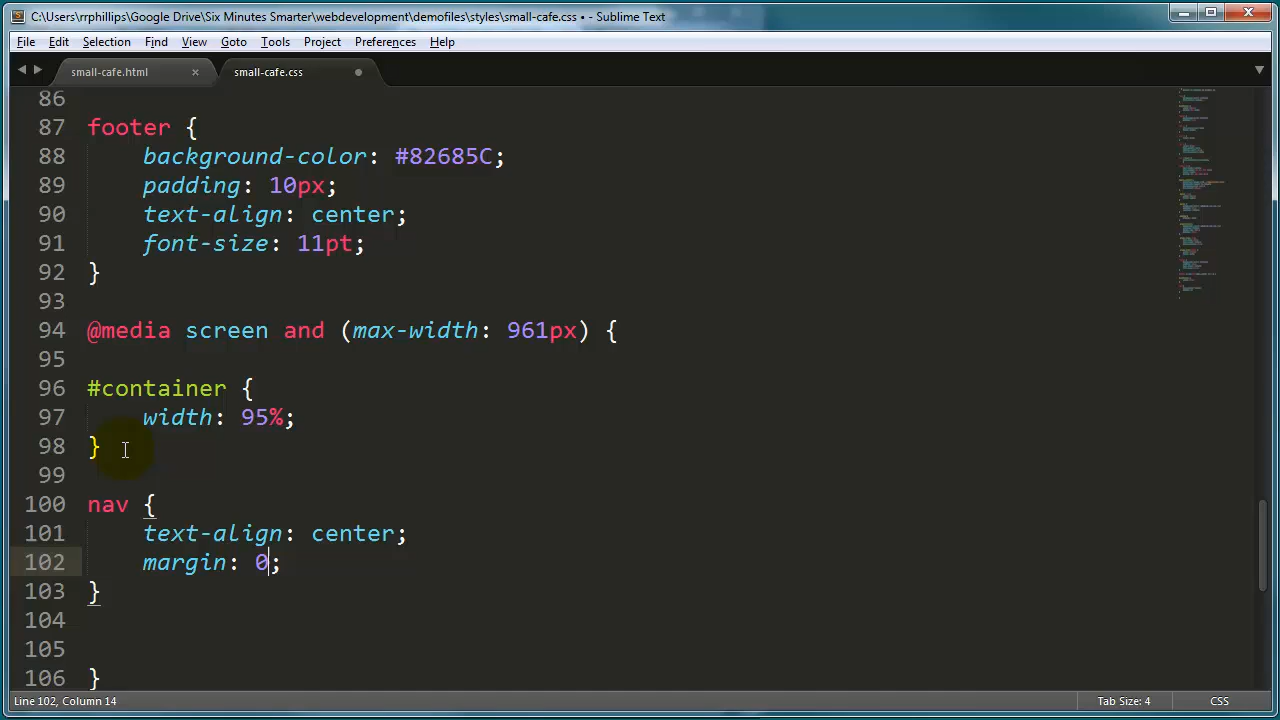 C:\Users\rrphillips\Google Drive\Six Minutes Smarter\webdevelopment\demofiles\styles\small-cafe.css • - Sublime Text
File Edit Selection Find View Goto Tools Project Preferences Help
small-cafe.html × small-cafe.css
86
87 footer {
88 background-color: #82685C;
89 padding: 10px;
90 text-align: center;
91 font-size: 11pt;
92 }
93
94 @media screen and (max-width: 961px) {
95
96 #container {
97 width: 95%;
98 }
99
100 nav {
101 text-align: center;
102 margin: 0;
103 }
104
105
106 }
Line 102, Column 14 Tab Size: 4 CSS